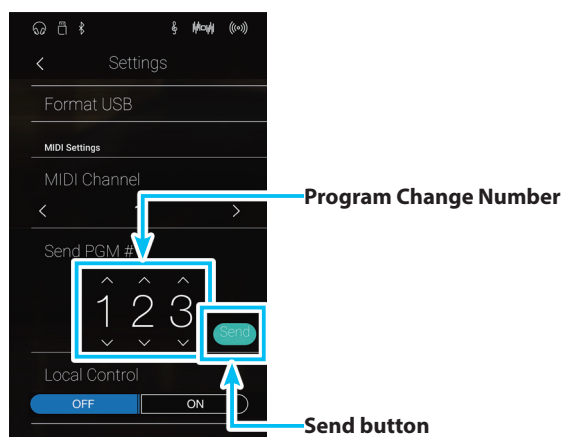 Settings
Format USB
MIDI Settings
MIDI Channel
Program Change Number
Send PGM #
1 2 3
Send
Local Control
OFF ON
Send button